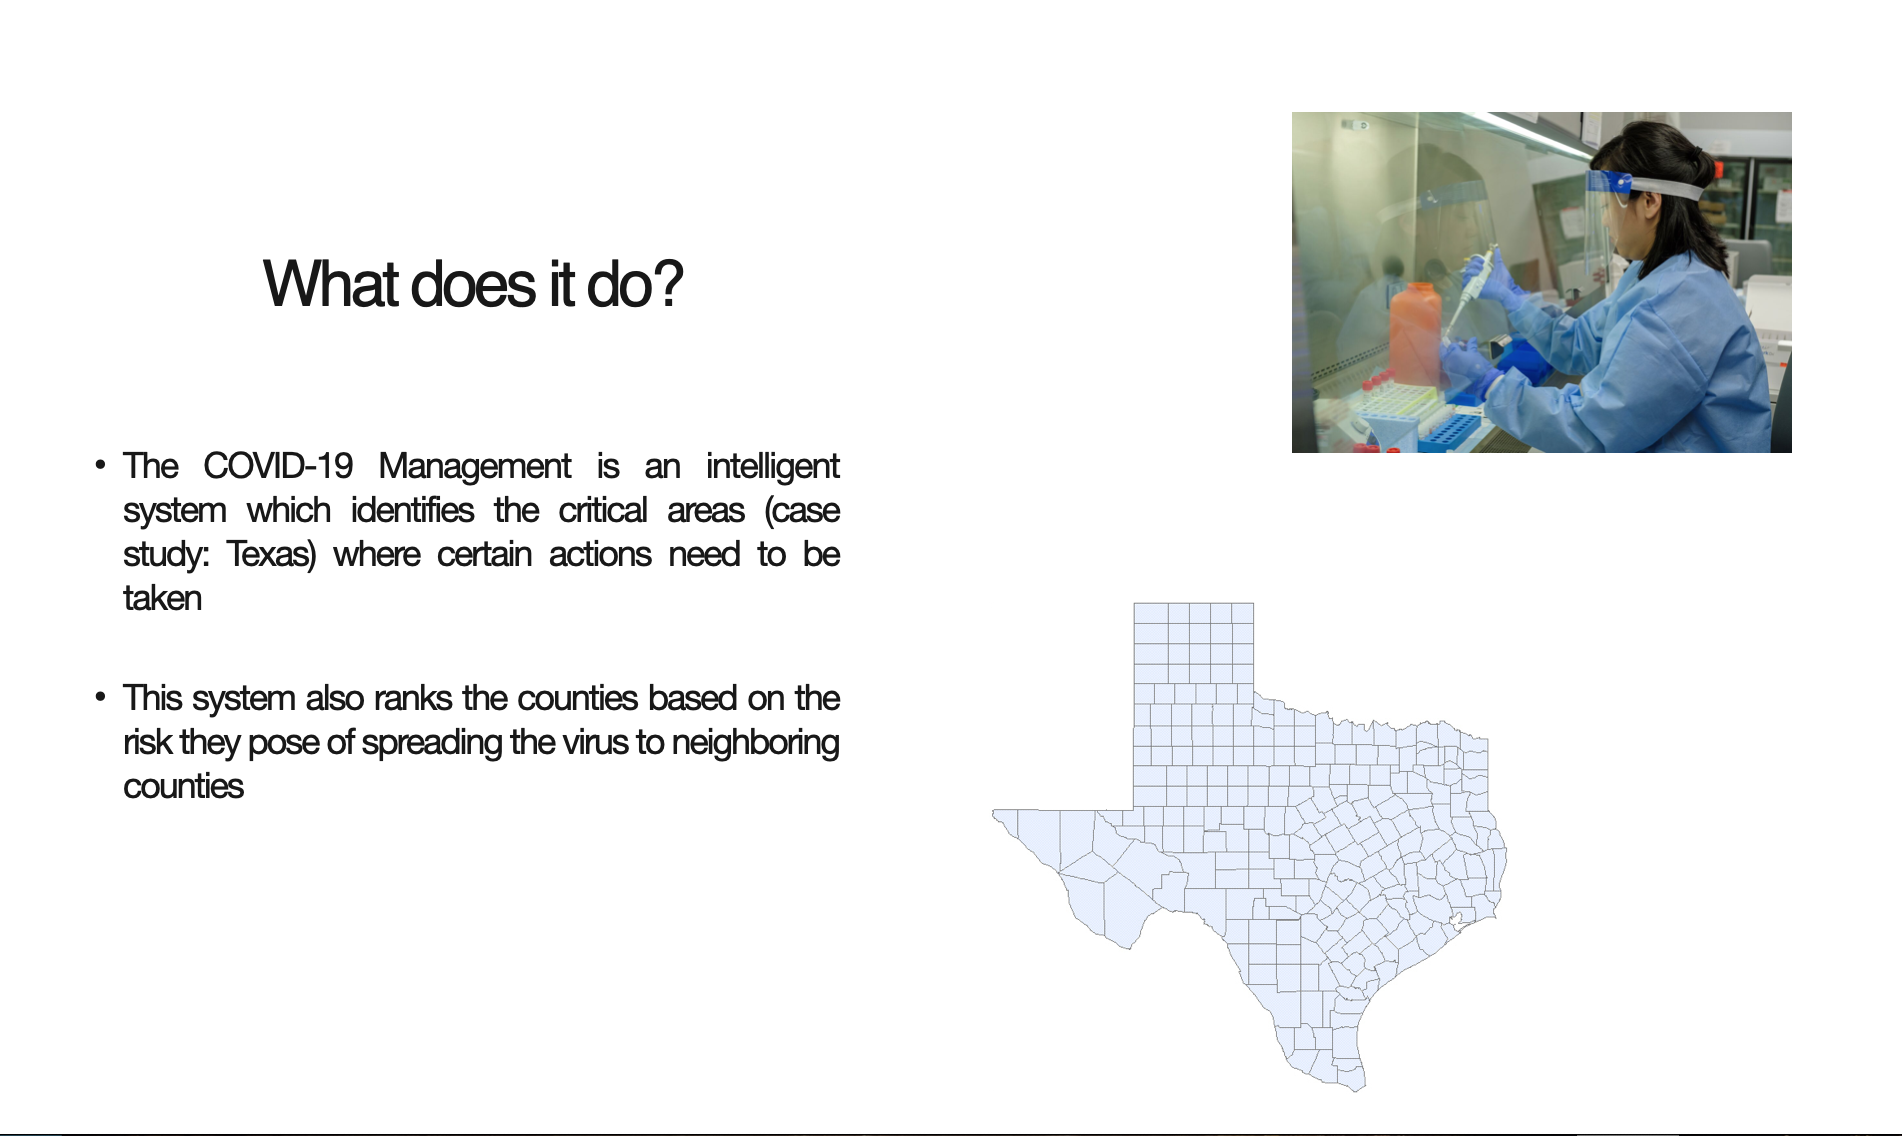 What does it do?
• The COVID-19 Management is an intelligent
system which identifies the critical areas (case
study: Texas) where certain actions need to be
taken
• This system also ranks the counties based on the
risk they pose of spreading the virus to neighboring
counties